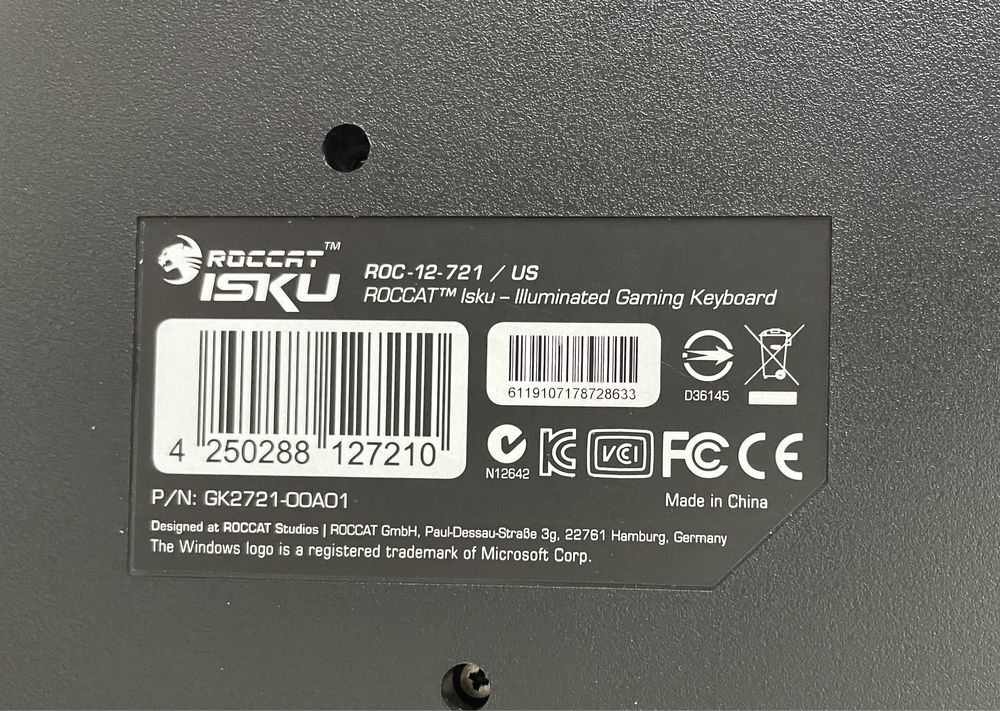 ROCCAT™
ISKU
ROC-12-721 / US
ROCCAT™ Isku – Illuminated Gaming Keyboard
4 250288 127210
6119107178728633
D36145
N12642
VCI
FC
CE
P/N: GK2721-00A01
Made in China
Designed at ROCCAT Studios | ROCCAT GmbH, Paul-Dessau-Straße 3g, 22761 Hamburg, Germany
The Windows logo is a registered trademark of Microsoft Corp.